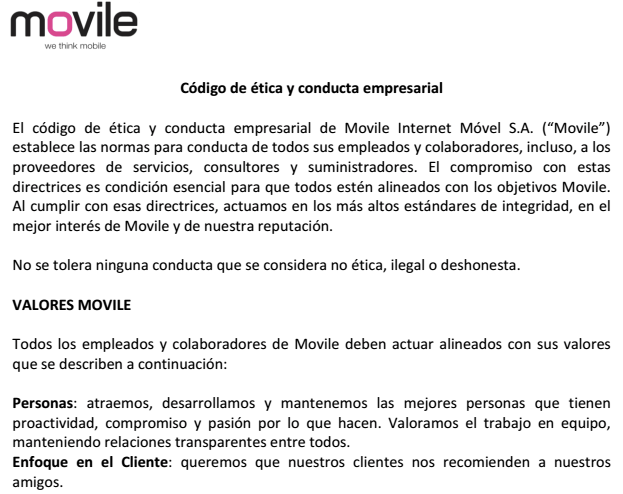 movile
we think mobile
Código de ética y conducta empresarial
El código de ética y conducta empresarial de Movile Internet Móvel S.A. (“Movile”)
establece las normas para conducta de todos sus empleados y colaboradores, incluso, a los
proveedores de servicios, consultores y suministradores. El compromiso con estas
directrices es condición esencial para que todos estén alineados con los objetivos Movile.
Al cumplir con esas directrices, actuamos en los más altos estándares de integridad, en el
mejor interés de Movile y de nuestra reputación.
No se tolera ninguna conducta que se considera no ética, ilegal o deshonesta.
VALORES MOVILE
Todos los empleados y colaboradores de Movile deben actuar alineados con sus valores
que se describen a continuación:
Personas: atraemos, desarrollamos y mantenemos las mejores personas que tienen
proactividad, compromiso y pasión por lo que hacen. Valoramos el trabajo en equipo,
manteniendo relaciones transparentes entre todos.
Enfoque en el Cliente: queremos que nuestros clientes nos recomienden a nuestros
amigos.